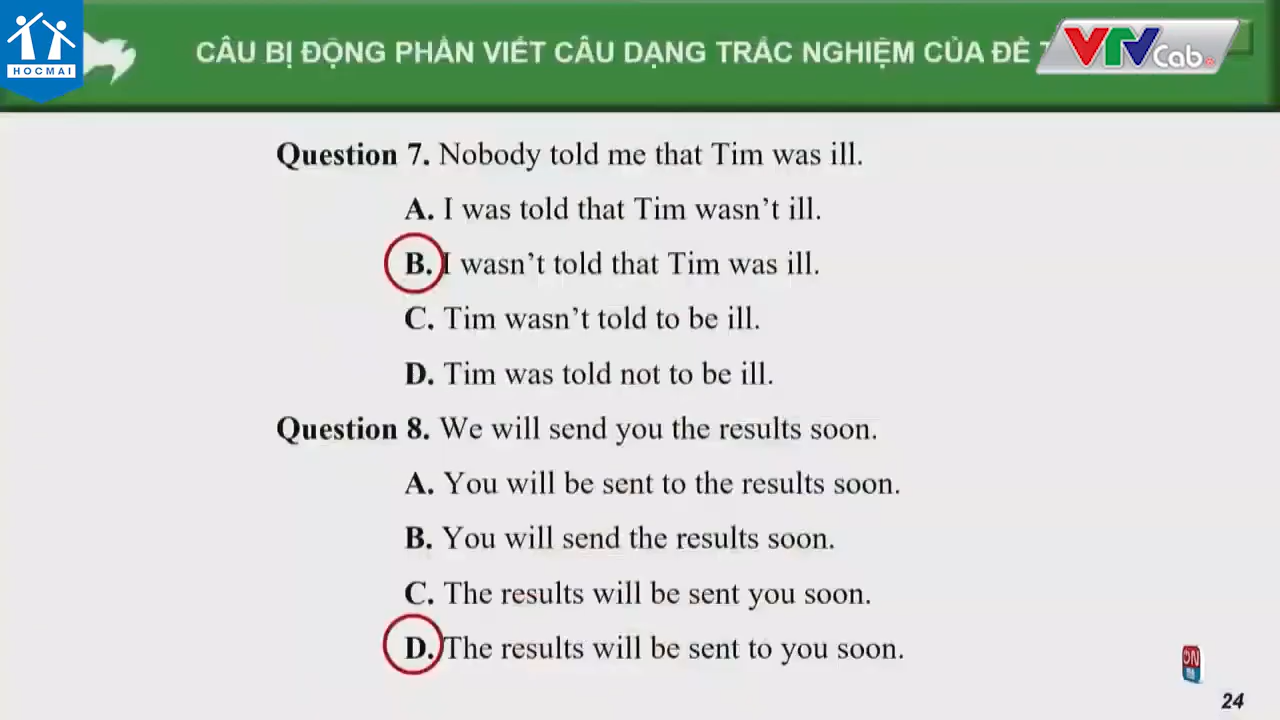 HOCMAI
CÂU BỊ ĐỘNG PHẦN VIẾT CÂU DẠNG TRẮC NGHIỆM CỦA ĐỀ
VTVCab
Question 7. Nobody told me that Tim was ill.
A. I was told that Tim wasn’t ill.
B. I wasn’t told that Tim was ill.
C. Tim wasn’t told to be ill.
D. Tim was told not to be ill.
Question 8. We will send you the results soon.
A. You will be sent to the results soon.
B. You will send the results soon.
C. The results will be sent you soon.
D. The results will be sent to you soon.
ON
24